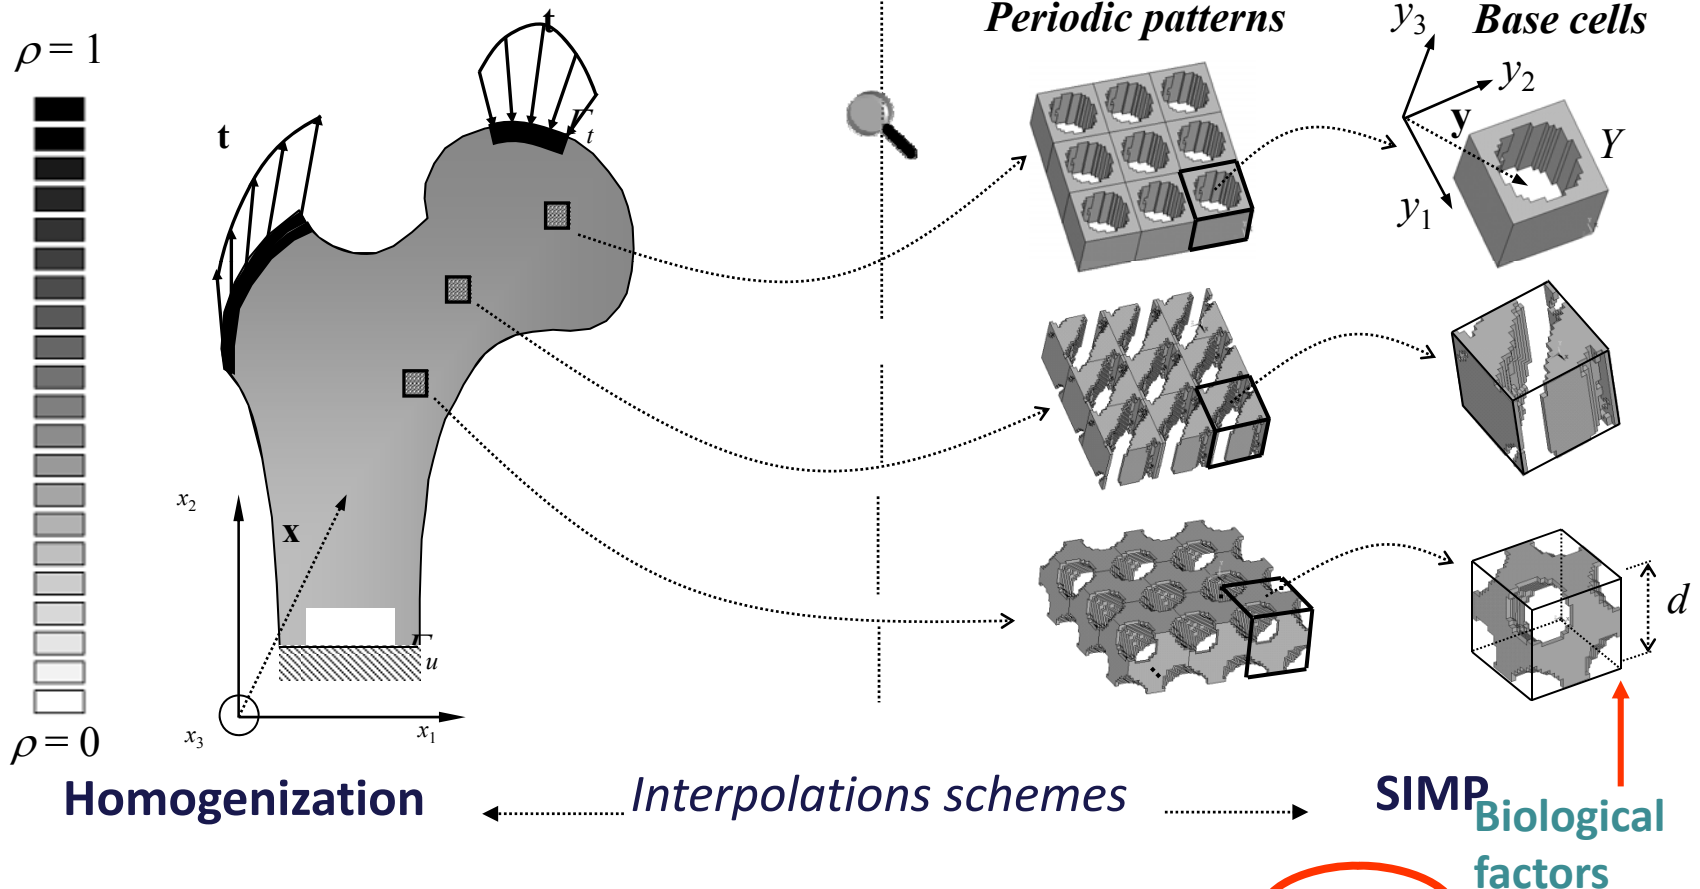 Periodic patterns
Base cells
ρ = 1
t
t
Γt
y3
y2
y
Y
y1
x2
x
Γu
d
x3
x1
ρ = 0
Homogenization
Interpolations schemes
SIMP
Biological
factors